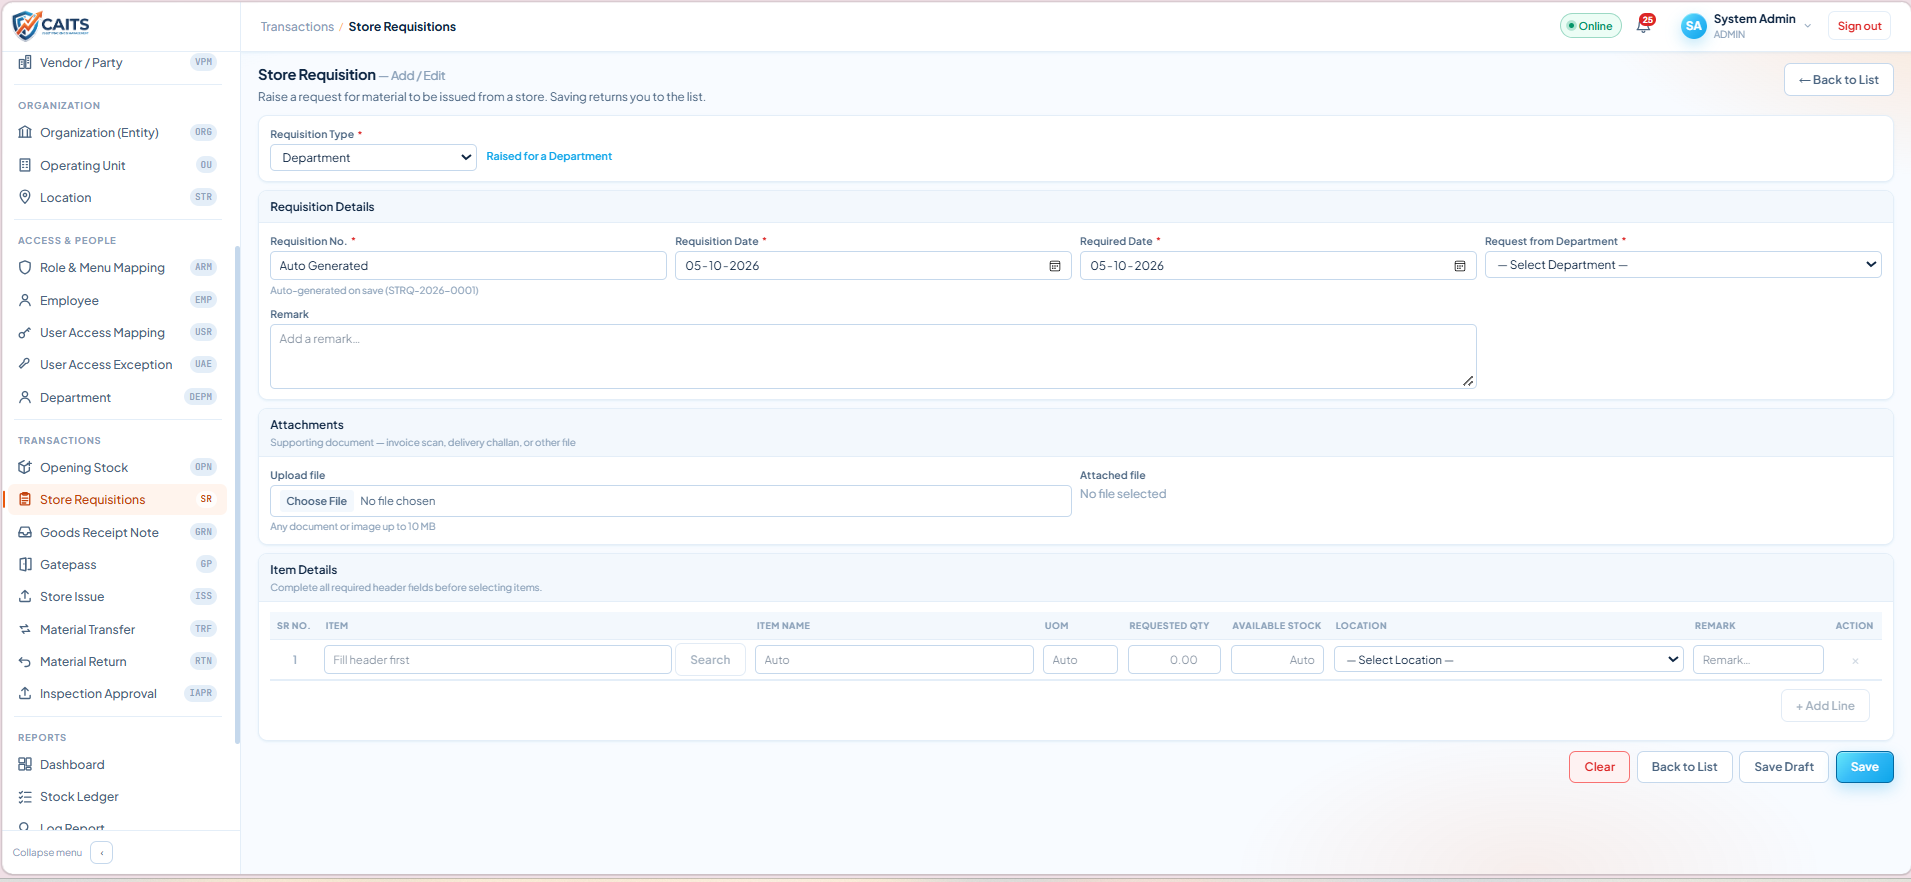 CAITS
Transactions / Store Requisitions
Online
25
SA
System Admin
ADMIN
Sign out
Vendor / Party VPM
ORGANIZATION
Organization (Entity) ORG
Operating Unit OU
Location STR
ACCESS & PEOPLE
Role & Menu Mapping ARM
Employee EMP
User Access Mapping USR
User Access Exception UAE
Department DEPM
TRANSACTIONS
Opening Stock OPN
Store Requisitions SR
Goods Receipt Note GRN
Gatepass GP
Store Issue ISS
Material Transfer TRF
Material Return RTN
Inspection Approval IAPR
REPORTS
Dashboard
Stock Ledger
Log Report
Collapse menu ‹
Store Requisition — Add / Edit
← Back to List
Raise a request for material to be issued from a store. Saving returns you to the list.
Requisition Type *
Department
Raised for a Department
Requisition Details
Requisition No. * Requisition Date * Required Date * Request from Department *
Auto Generated 05-10-2026 05-10-2026 — Select Department —
Auto-generated on save (STRQ-2026-0001)
Remark
Add a remark...
Attachments
Supporting document — invoice scan, delivery challan, or other file
Upload file Attached file
Choose File No file chosen No file selected
Any document or image up to 10 MB
Item Details
Complete all required header fields before selecting items.
SR NO. ITEM ITEM NAME UOM REQUESTED QTY AVAILABLE STOCK LOCATION REMARK ACTION
1 Fill header first Search Auto Auto 0.00 Auto — Select Location — Remark... ×
+ Add Line
Clear Back to List Save Draft Save